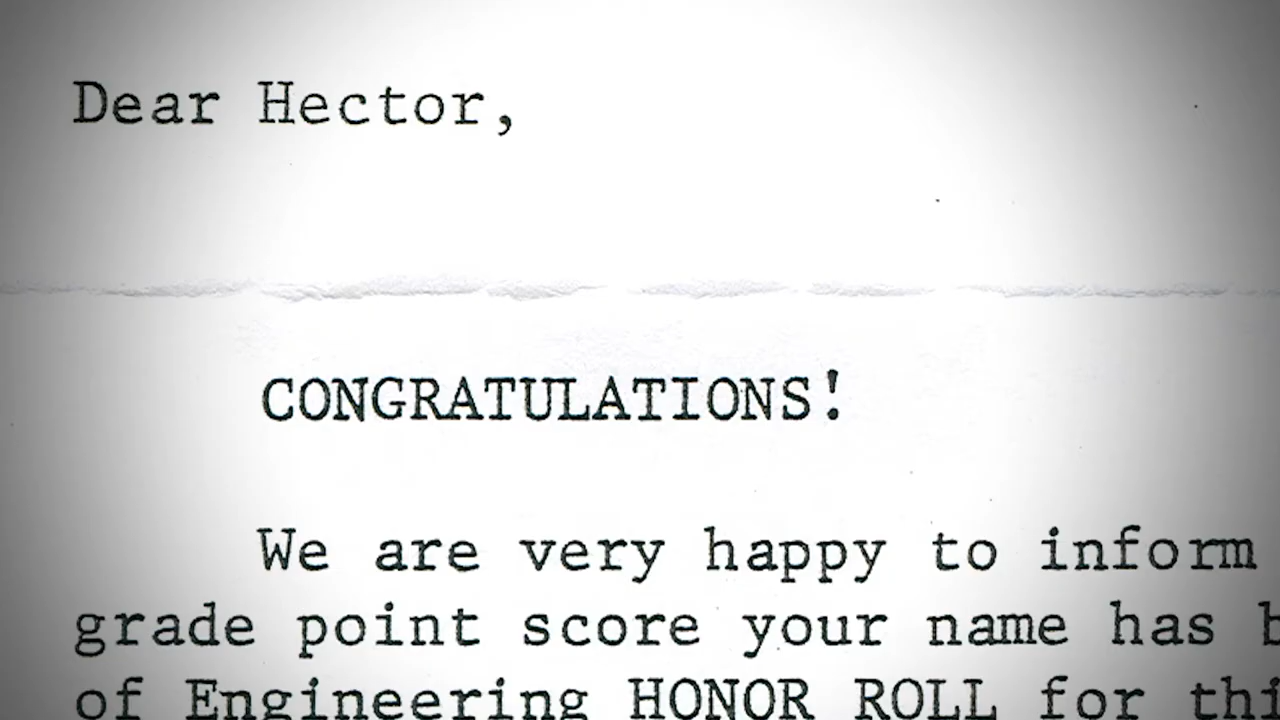 Dear Hector,
CONGRATULATIONS!
We are very happy to inform
grade point score your name has
of Engineering HONOR ROLL for